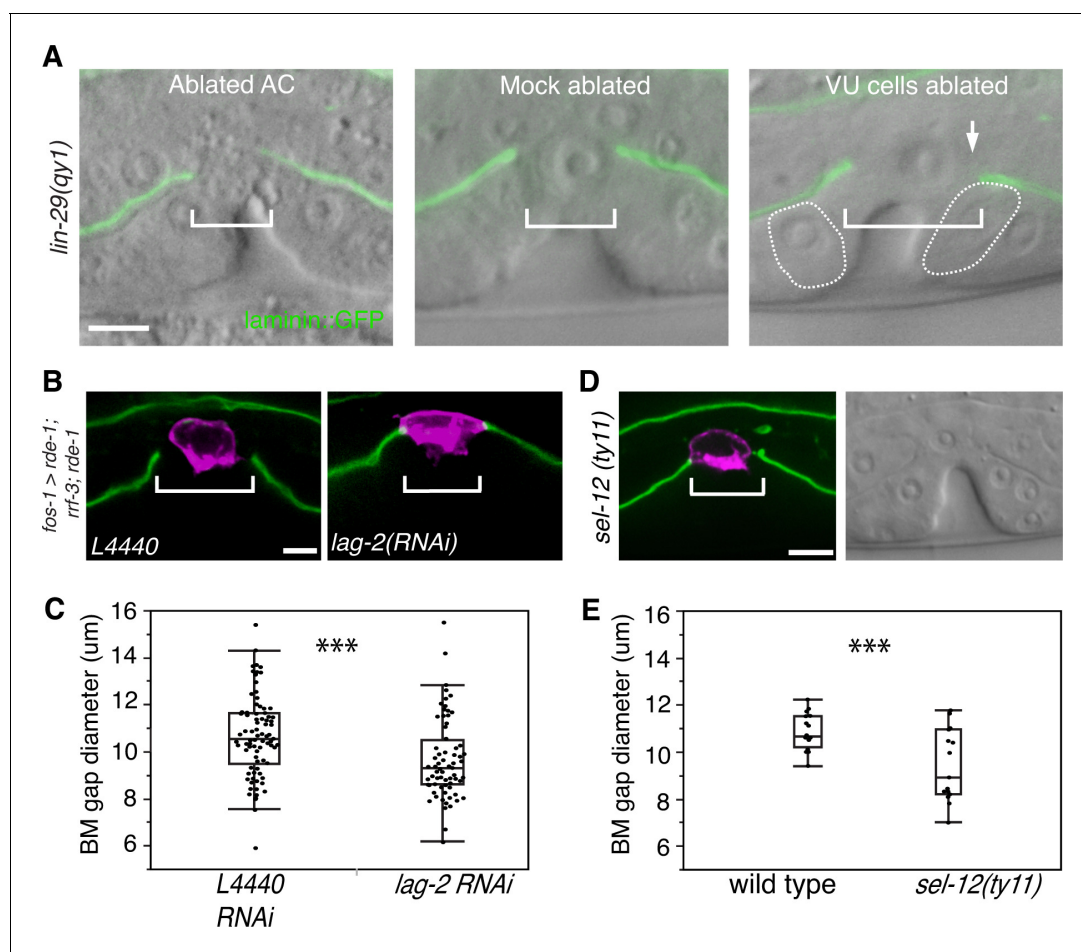 A
Ablated AC
Mock ablated
VU cells ablated
lin-29(qy1)
laminin::GFP
B
fos-1 > rde-1;
rrf-3; rde-1
L4440
lag-2(RNAi)
D
sel-12 (ty11)
C
BM gap diameter (um)
16
14
12
10
8
6
***
L4440
RNAi
lag-2 RNAi
E
BM gap diameter (um)
16
14
12
10
8
6
***
wild type
sel-12(ty11)